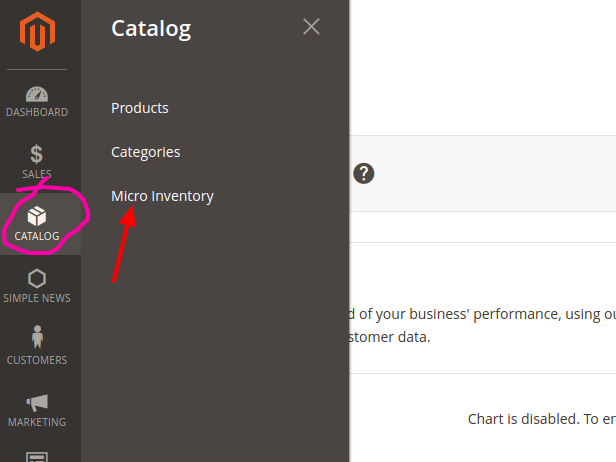 Catalog
DASHBOARD
SALES
CATALOG
SIMPLE NEWS
CUSTOMERS
MARKETING
Products
Categories
Micro Inventory
?
d of your business' performance, using ou
stomer data.
Chart is disabled. To en